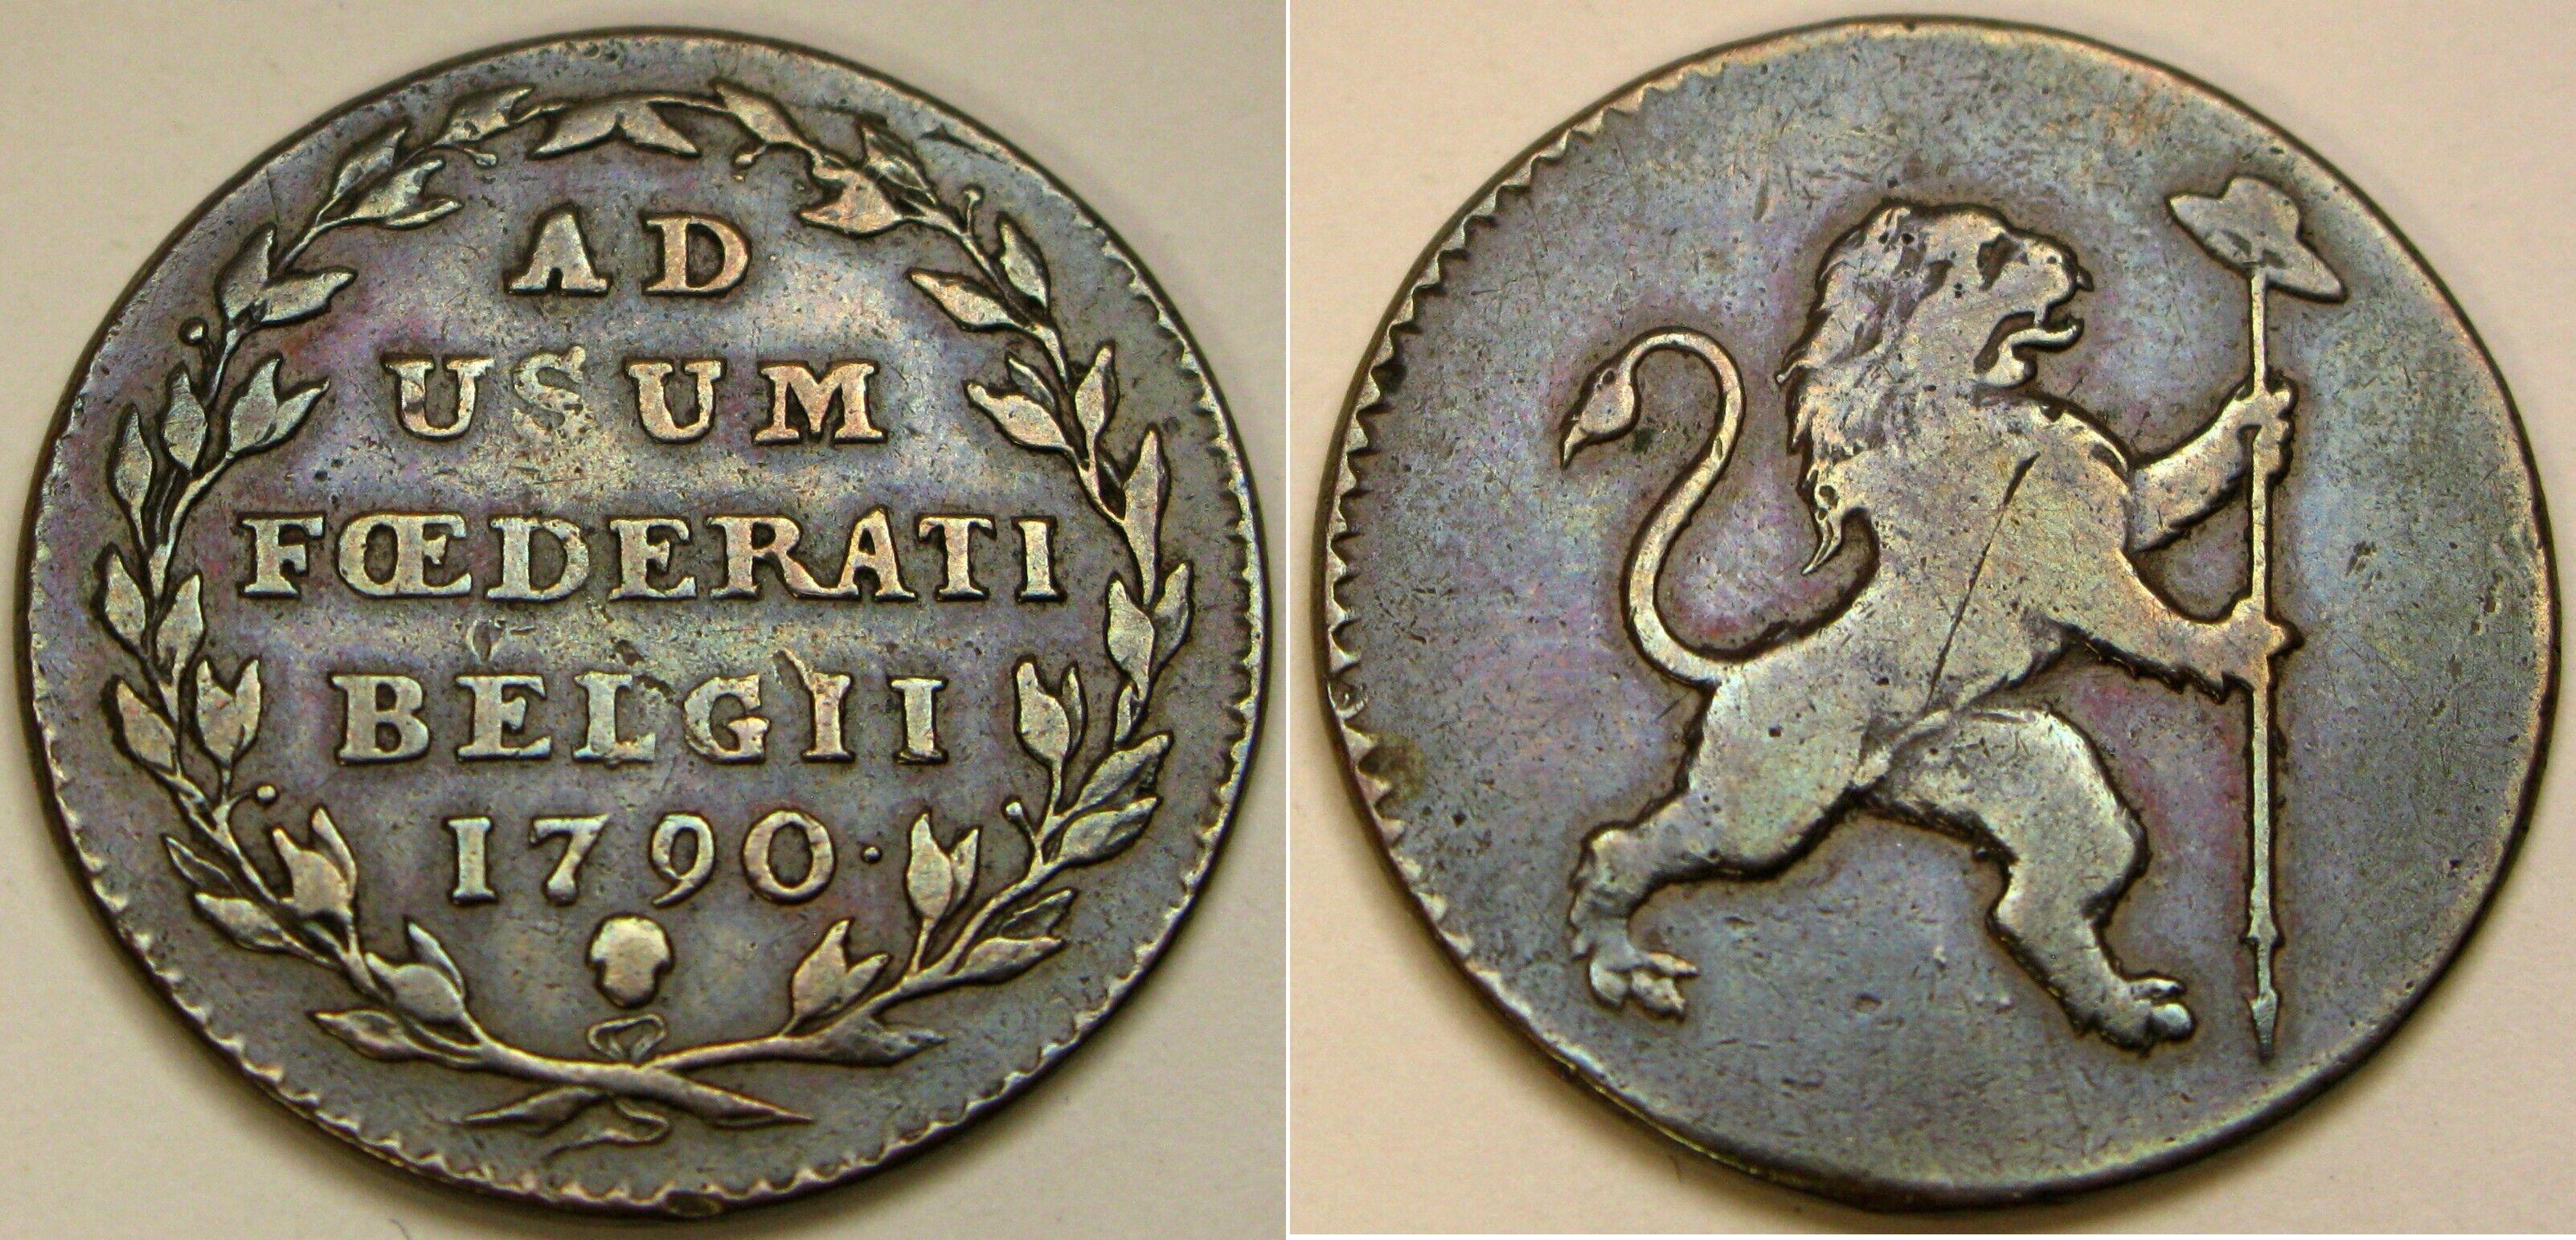 AD
USUM
FŒDERATI
BELGII
1790·